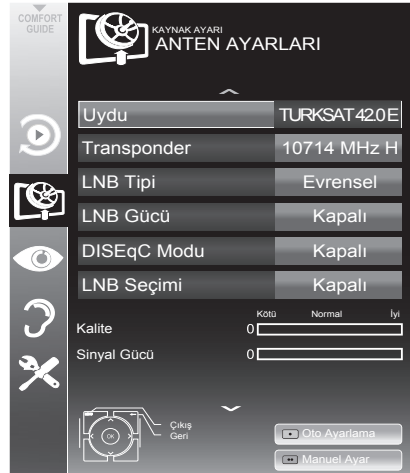 COMFORT
GUIDE
KAYNAK AYARI
ANTEN AYARLARI
Uydu TURKSAT 42.0 E
Transponder 10714 MHz H
LNB Tipi Evrensel
LNB Gücü Kapalı
DISEqC Modu Kapalı
LNB Seçimi Kapalı
Kötü Normal İyi
Kalite 0
Sinyal Gücü 0
Çıkış
OK Geri
Oto Ayarlama
Manuel Ayar